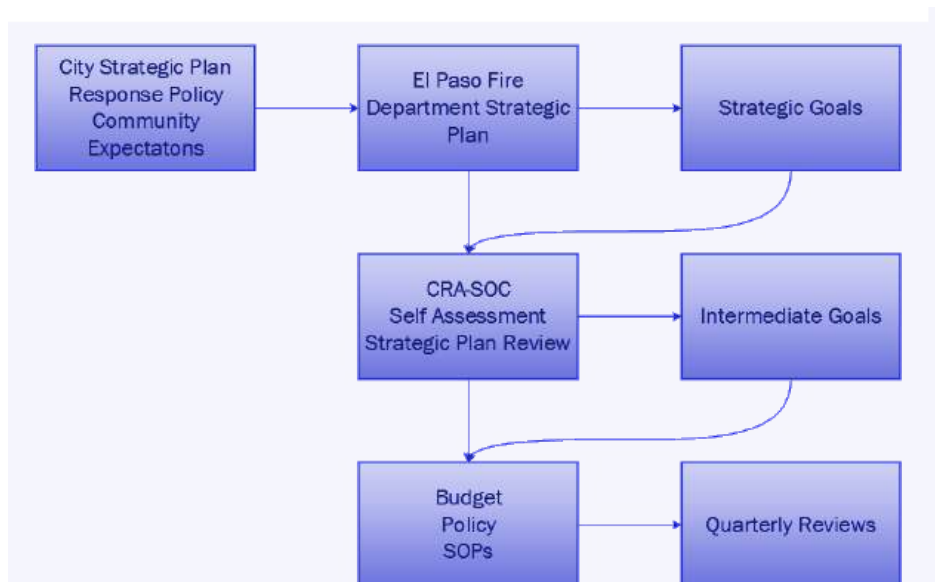 City Strategic Plan
Response Policy
Community
Expectatons
El Paso Fire
Department Strategic
Plan
Strategic Goals
CRA-SOC
Self Assessment
Strategic Plan Review
Intermediate Goals
Budget
Policy
SOPs
Quarterly Reviews